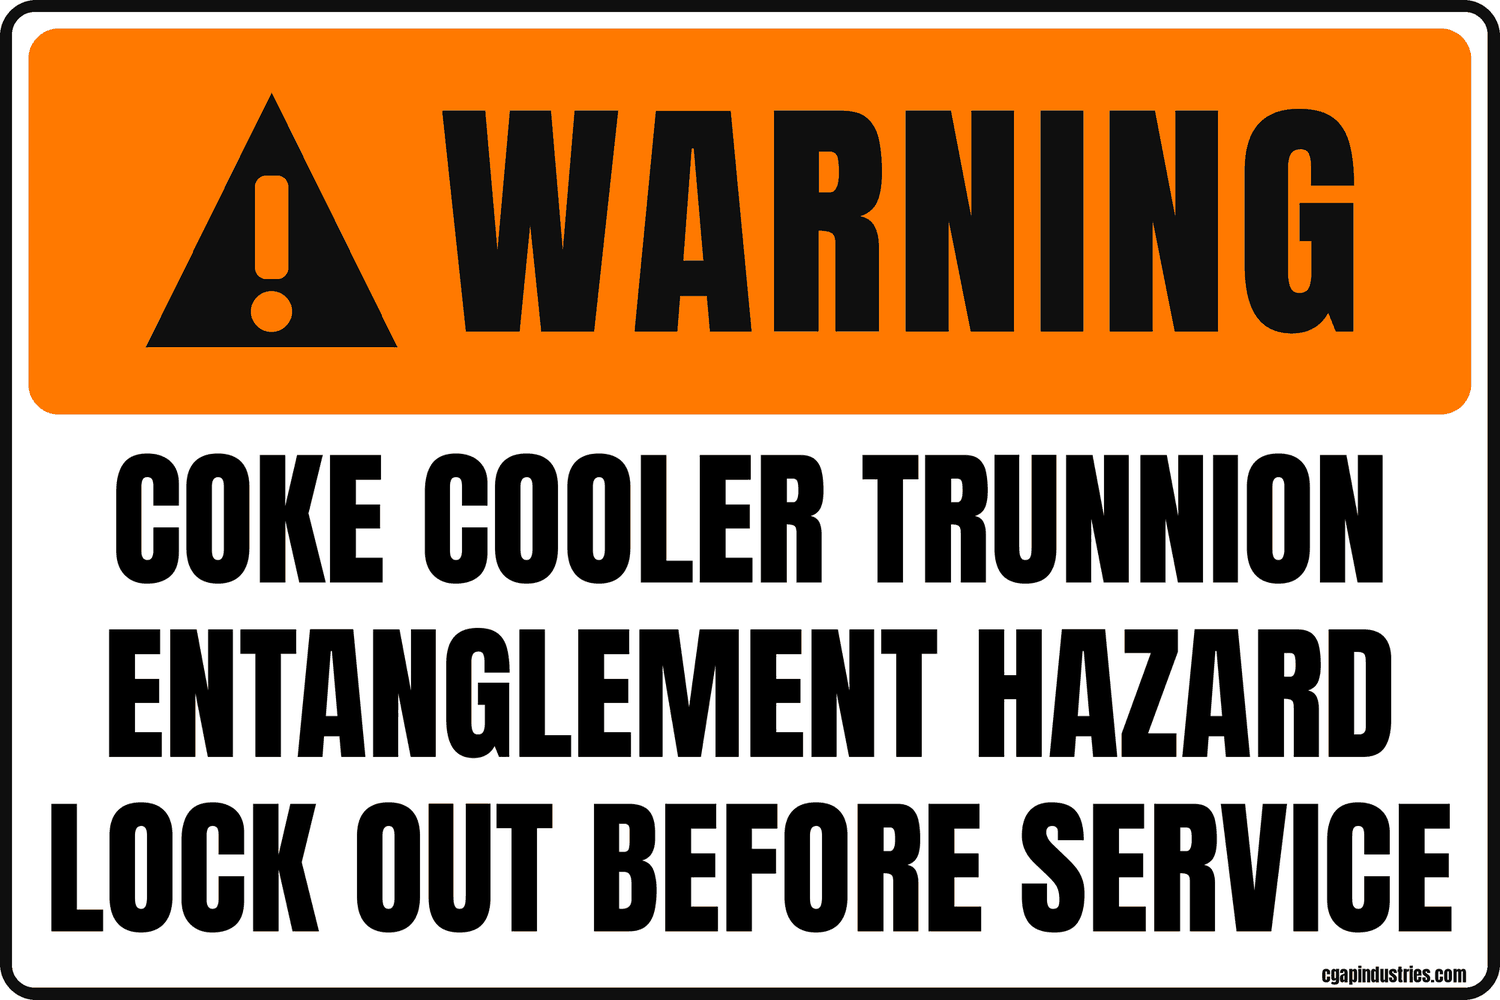 WARNING
COKE COOLER TRUNNION
ENTANGLEMENT HAZARD
LOCK OUT BEFORE SERVICE
cgapindustries.com